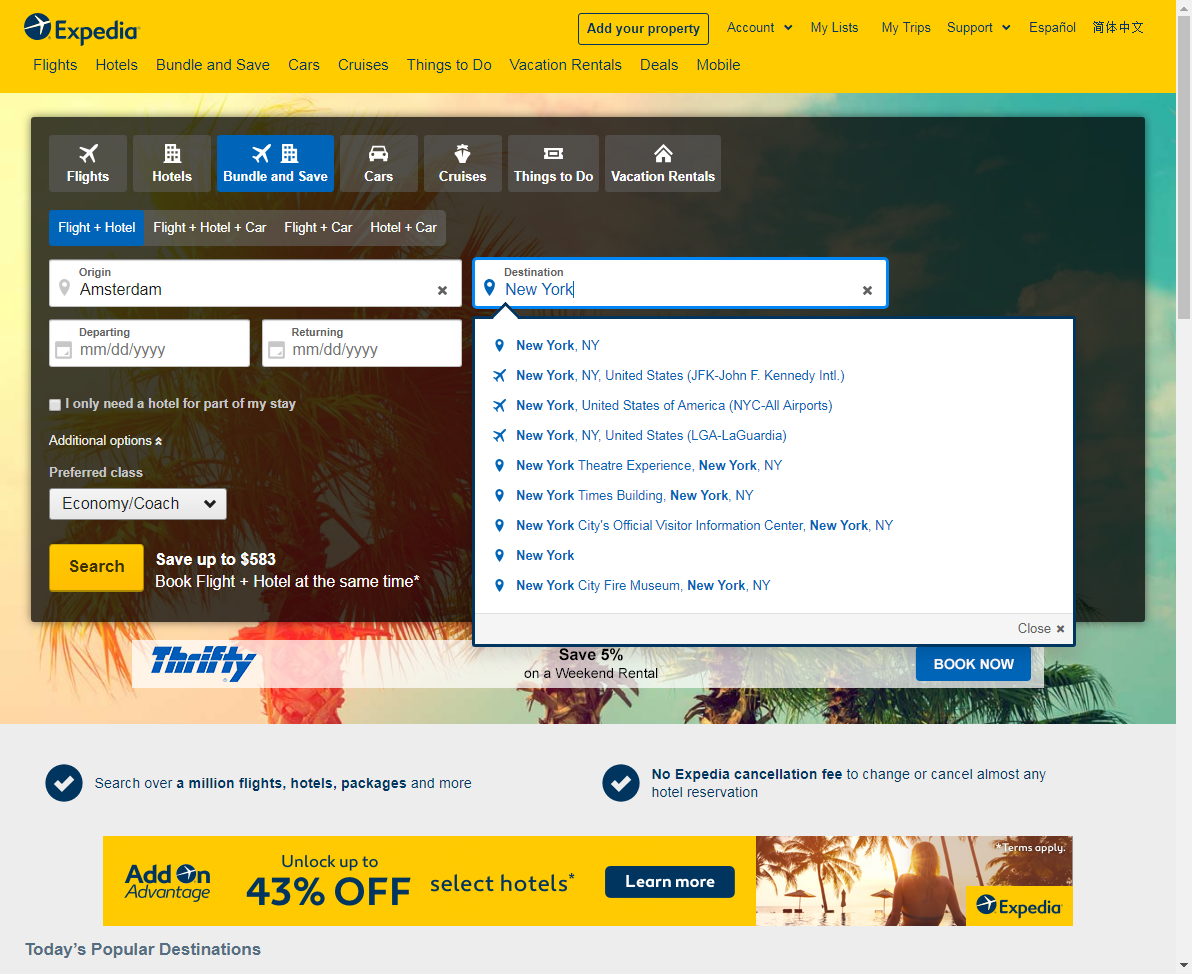 Expedia
Add your property
Account
My Lists
My Trips
Support
Español
简体中文
Flights
Hotels
Bundle and Save
Cars
Cruises
Things to Do
Vacation Rentals
Deals
Mobile
Flights
Hotels
Bundle and Save
Cars
Cruises
Things to Do
Vacation Rentals
Flight + Hotel
Flight + Hotel + Car
Flight + Car
Hotel + Car
Origin
Amsterdam
Destination
New York
Departing
mm/dd/yyyy
Returning
mm/dd/yyyy
I only need a hotel for part of my stay
Additional options
Preferred class
Economy/Coach
Search
Save up to $583
Book Flight + Hotel at the same time*
New York, NY
New York, NY, United States (JFK-John F. Kennedy Intl.)
New York, United States of America (NYC-All Airports)
New York, NY, United States (LGA-LaGuardia)
New York Theatre Experience, New York, NY
New York Times Building, New York, NY
New York City's Official Visitor Information Center, New York, NY
New York
New York City Fire Museum, New York, NY
Close
Thrifty
Save 5%
on a Weekend Rental
BOOK NOW
Search over a million flights, hotels, packages and more
No Expedia cancellation fee to change or cancel almost any
hotel reservation
Add On
Advantage
Unlock up to
43% OFF
select hotels*
Learn more
*Terms apply.
Expedia
Today's Popular Destinations